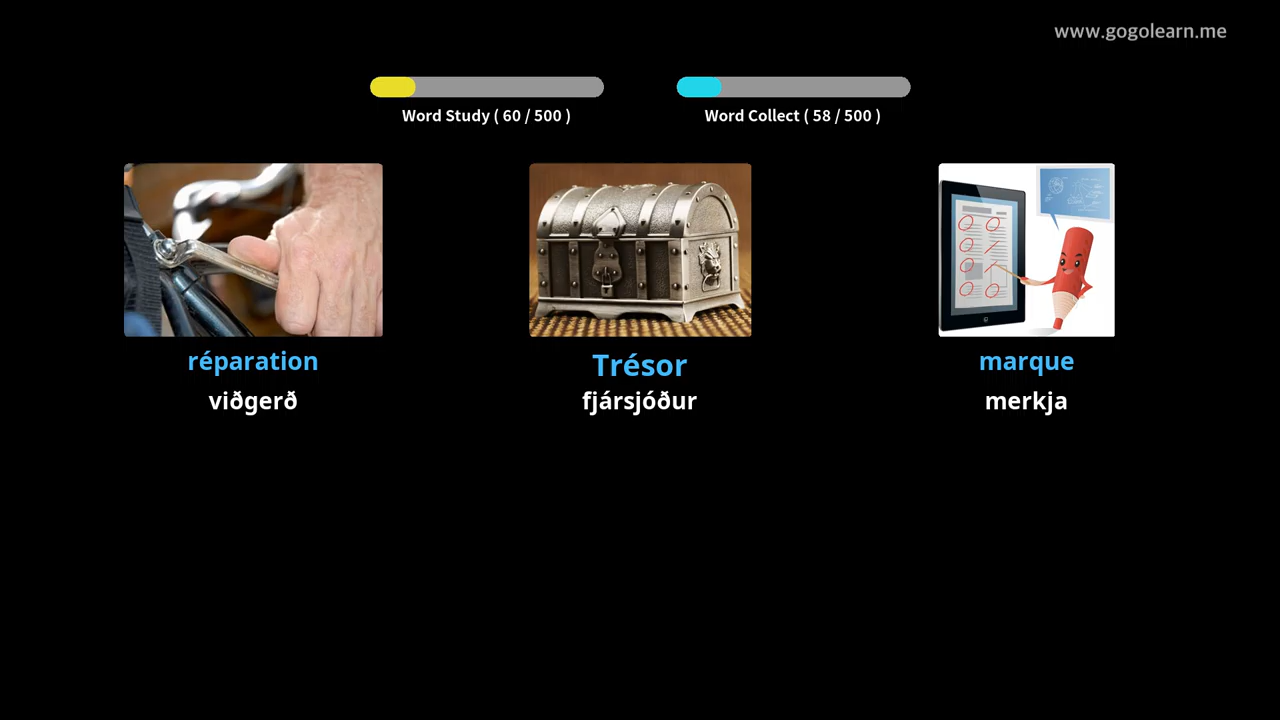 www.gogolearn.me
Word Study ( 60 / 500 )
Word Collect ( 58 / 500 )
réparation
Trésor
marque
viðgerð
fjársjóður
merkja